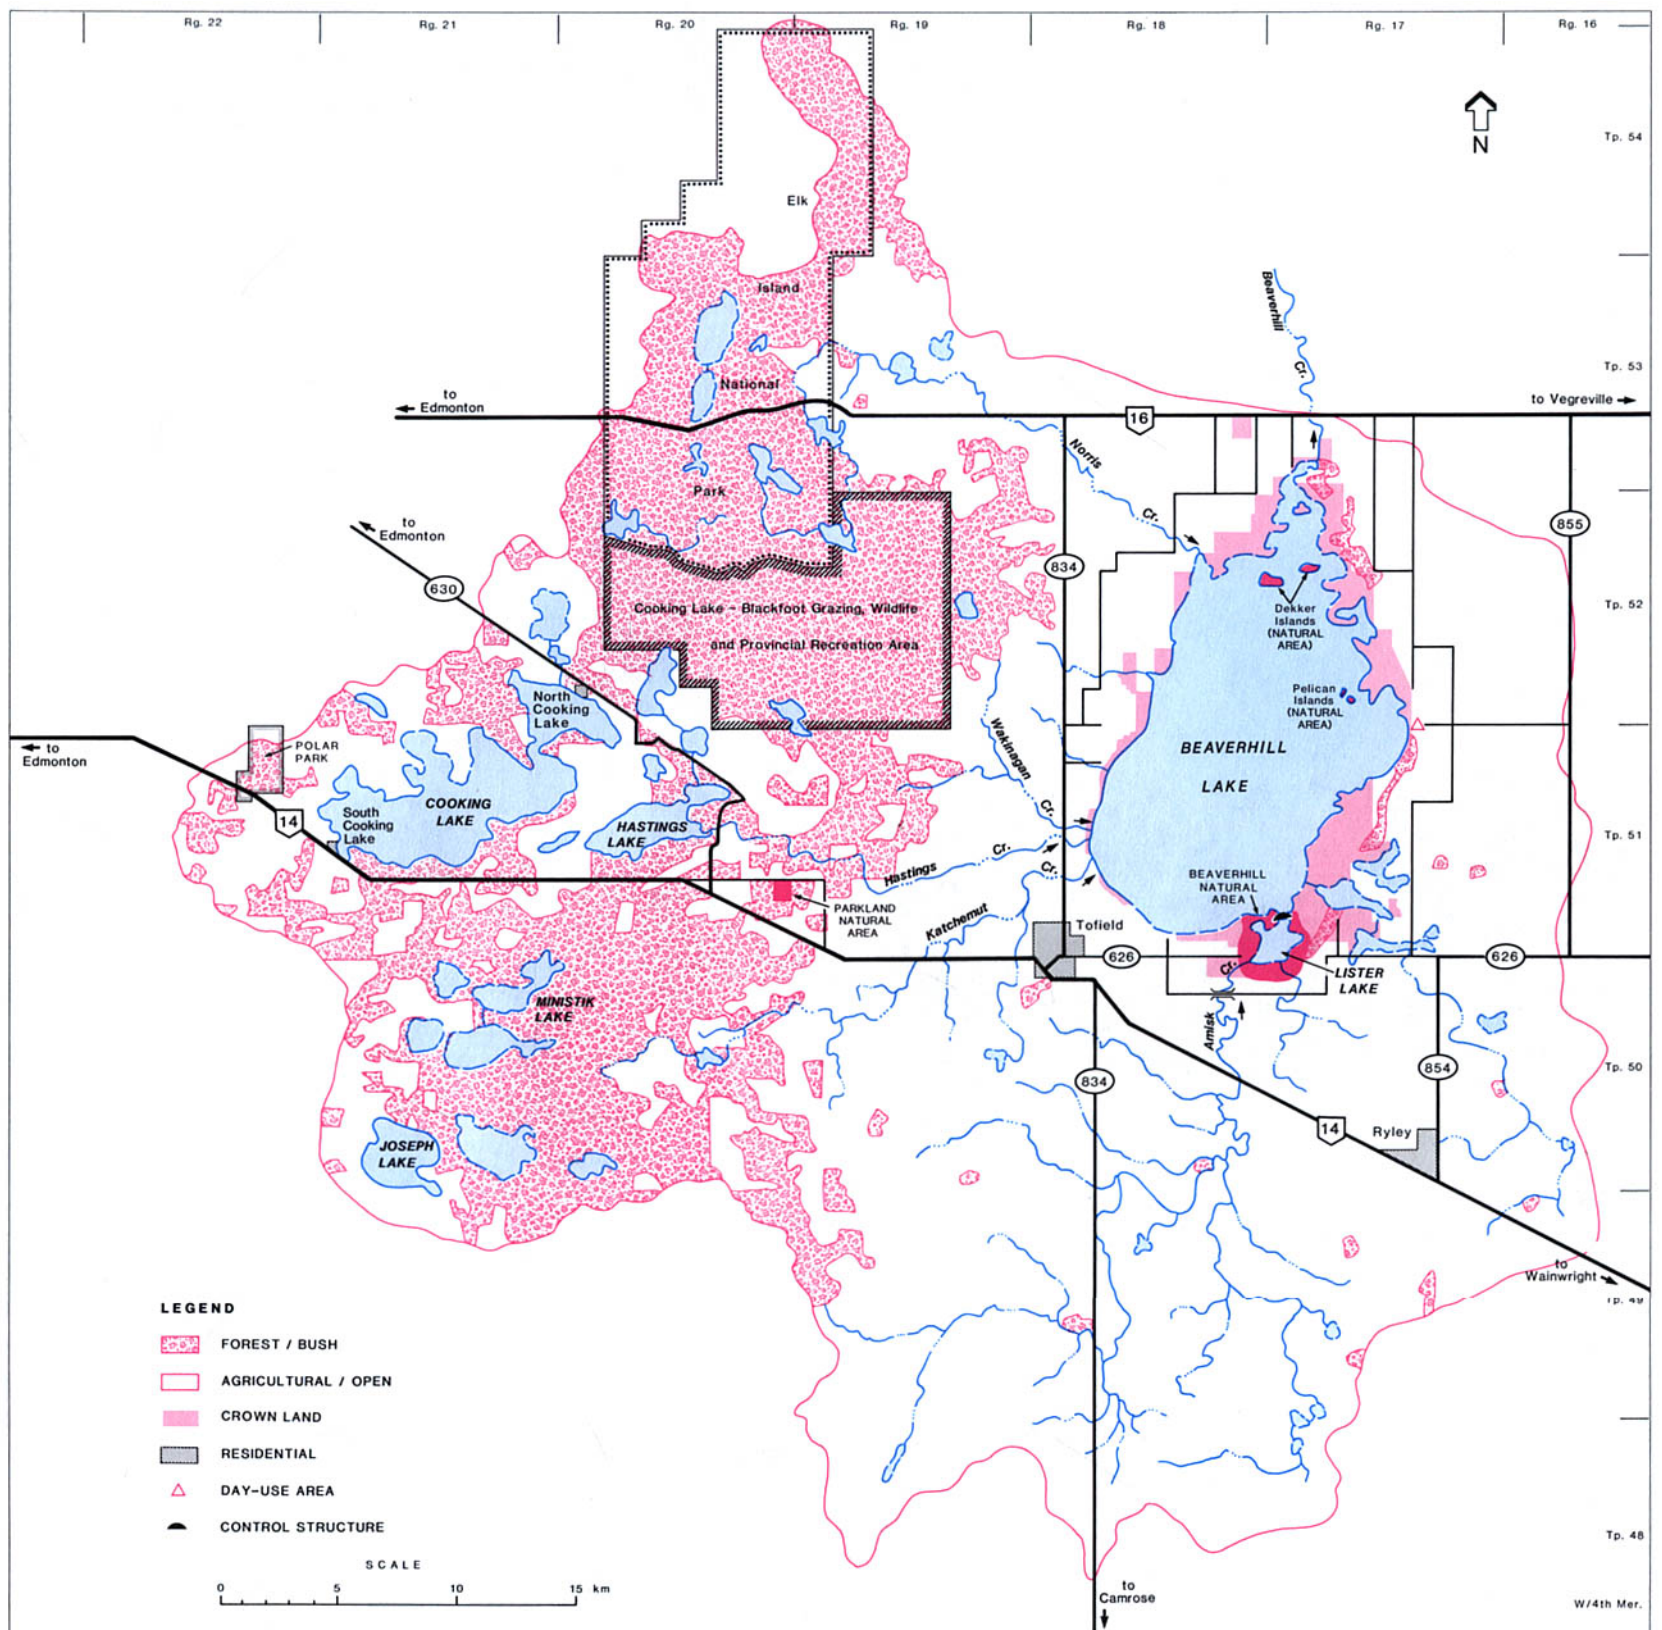 Rg. 22
Rg. 21
Rg. 20
Rg. 19
Rg. 18
Rg. 17
Rg. 16
N
Tp. 54
Elk
Island
Beaverhill
Cr.
Tp. 53
National
to
Edmonton
to Vegreville
16
Norris
Cr.
Park
855
to
Edmonton
630
834
Dekker
Islands
(NATURAL
AREA)
Tp. 52
Cooking Lake - Blackfoot Grazing, Wildlife
and Provincial Recreation Area
North
Cooking
Lake
Pelican
Islands
(NATURAL
AREA)
Wakinagan
Cr.
to
Edmonton
POLAR
PARK
BEAVERHILL
LAKE
14
South
Cooking
Lake
COOKING
LAKE
HASTINGS
LAKE
Tp. 51
Hastings
Cr.
Cr.
Katchemut
BEAVERHILL
NATURAL
AREA
PARKLAND
NATURAL
AREA
Tofield
626
626
Cr.
LISTER
LAKE
MINISTIK
LAKE
Amisk
Tp. 50
834
854
14
Ryley
JOSEPH
LAKE
to
Wainwright
Tp. 49
LEGEND
FOREST / BUSH
AGRICULTURAL / OPEN
CROWN LAND
RESIDENTIAL
DAY-USE AREA
CONTROL STRUCTURE
Tp. 48
SCALE
0 5 10 15 km
to
Camrose
W/4th Mer.